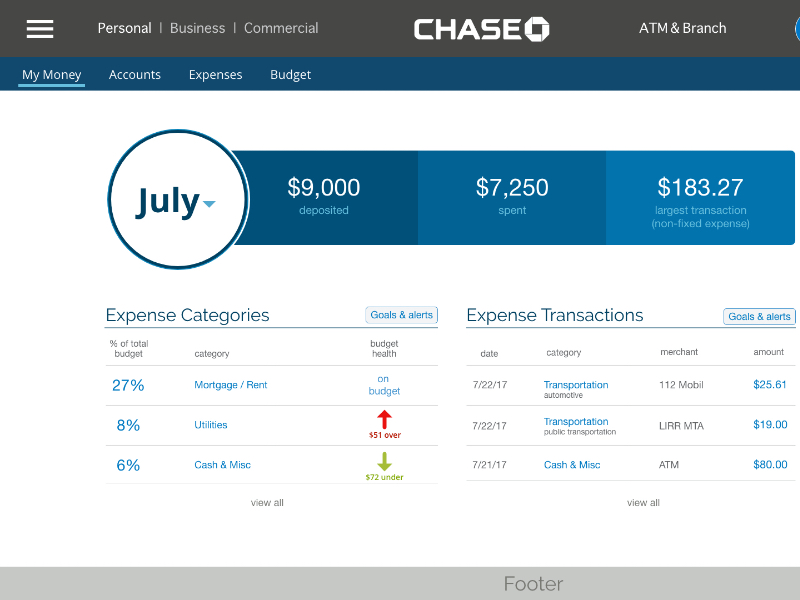 Personal | Business | Commercial
CHASE
ATM & Branch
My Money Accounts Expenses Budget
July
$9,000
deposited
$7,250
spent
$183.27
largest transaction
(non-fixed expense)
Expense Categories
Goals & alerts
% of total
budget
category
budget
health
27% Mortgage / Rent
on
budget
8% Utilities
$51 over
6% Cash & Misc
$72 under
view all
Expense Transactions
Goals & alerts
date category merchant amount
7/22/17 Transportation 112 Mobil $25.61
automotive
7/22/17 Transportation LIRR MTA $19.00
public transportation
7/21/17 Cash & Misc ATM $80.00
view all
Footer